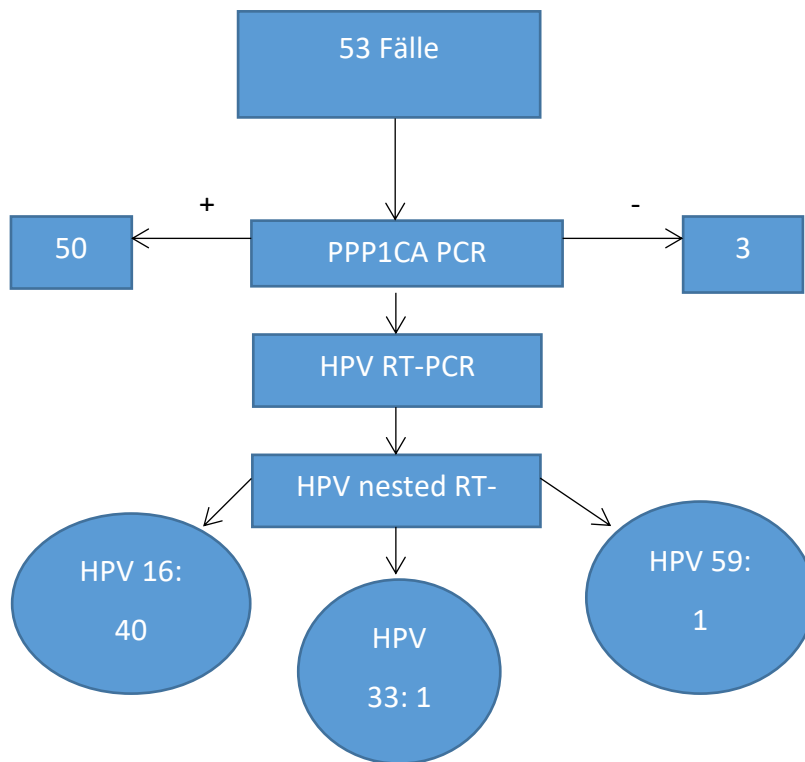 53 Fälle
+
-
50
PPP1CA PCR
3
HPV RT-PCR
HPV nested RT-
HPV 16:
40
HPV
33: 1
HPV 59:
1